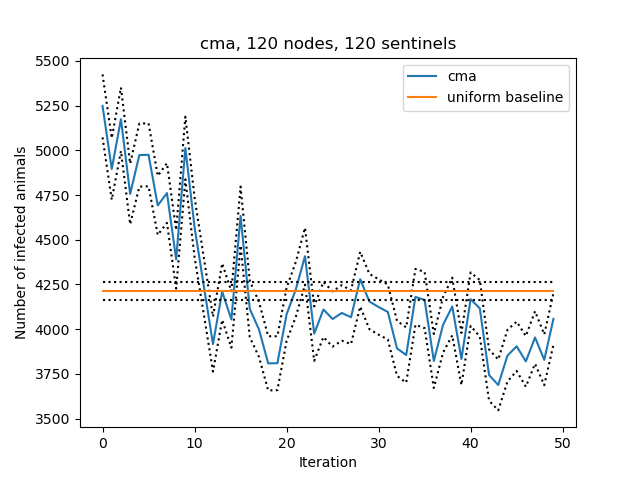 cma, 120 nodes, 120 sentinels
cma
uniform baseline
Number of infected animals
5500
5250
5000
4750
4500
4250
4000
3750
3500
0 10 20 30 40 50
Iteration